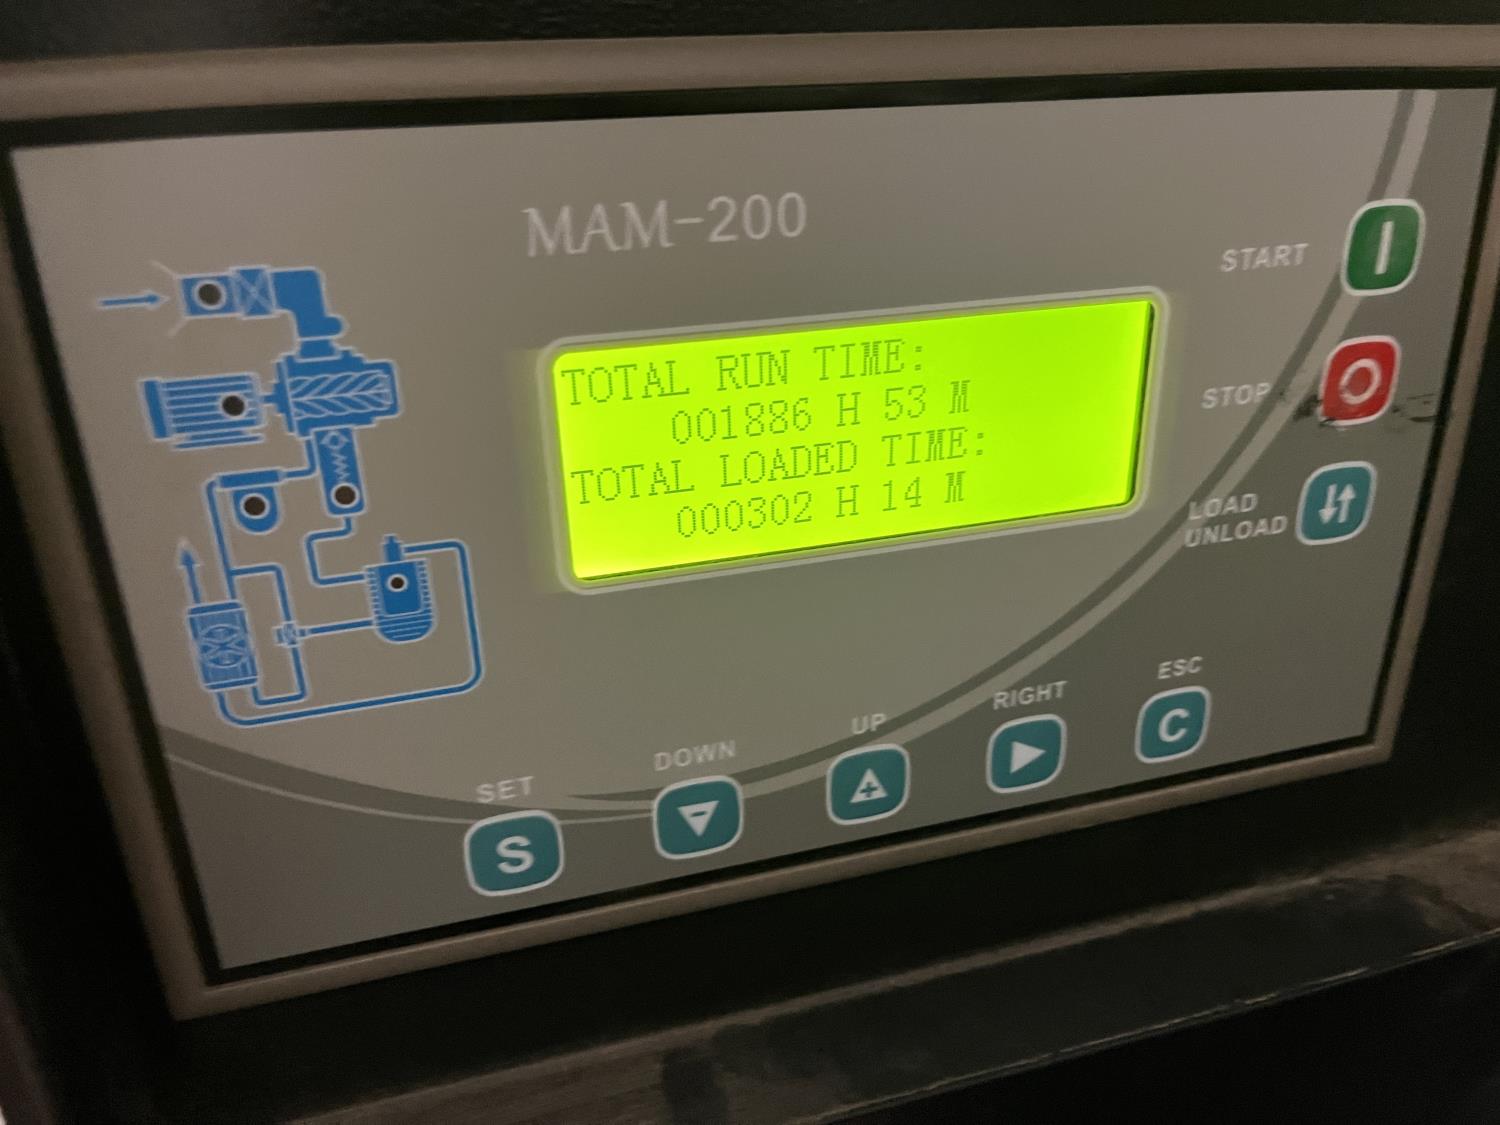 MAM-200
TOTAL RUN TIME:
001886 H 53 M
TOTAL LOADED TIME:
000302 H 14 M
START
STOP
LOAD
UNLOAD
SET
DOWN
UP
RIGHT
ESC
S
C